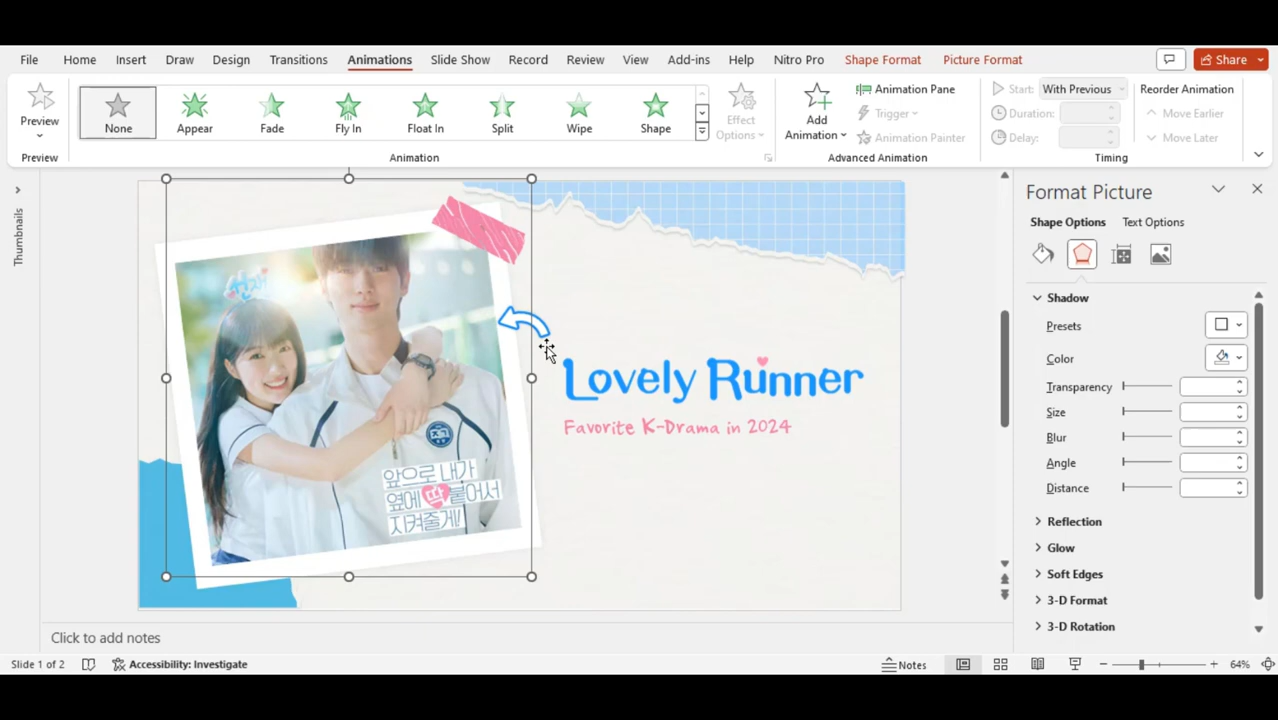 File Home Insert Draw Design Transitions Animations Slide Show Record Review View Add-ins Help Nitro Pro Shape Format Picture Format Share
Preview
None Appear Fade Fly In Float In Split Wipe Shape
Effect Options
Add Animation
Animation Pane
Trigger
Animation Painter
Start: With Previous
Duration:
Delay:
Reorder Animation
Move Earlier
Move Later
Preview Animation Advanced Animation Timing
Thumbnails
선재
앞으로 내가
옆에 딱 붙어서
지켜줄게!
Lovely Runner
Favorite K-Drama in 2024
Format Picture
Shape Options Text Options
Shadow
Presets
Color
Transparency
Size
Blur
Angle
Distance
Reflection
Glow
Soft Edges
3-D Format
3-D Rotation
Click to add notes
Slide 1 of 2 Accessibility: Investigate Notes 64%